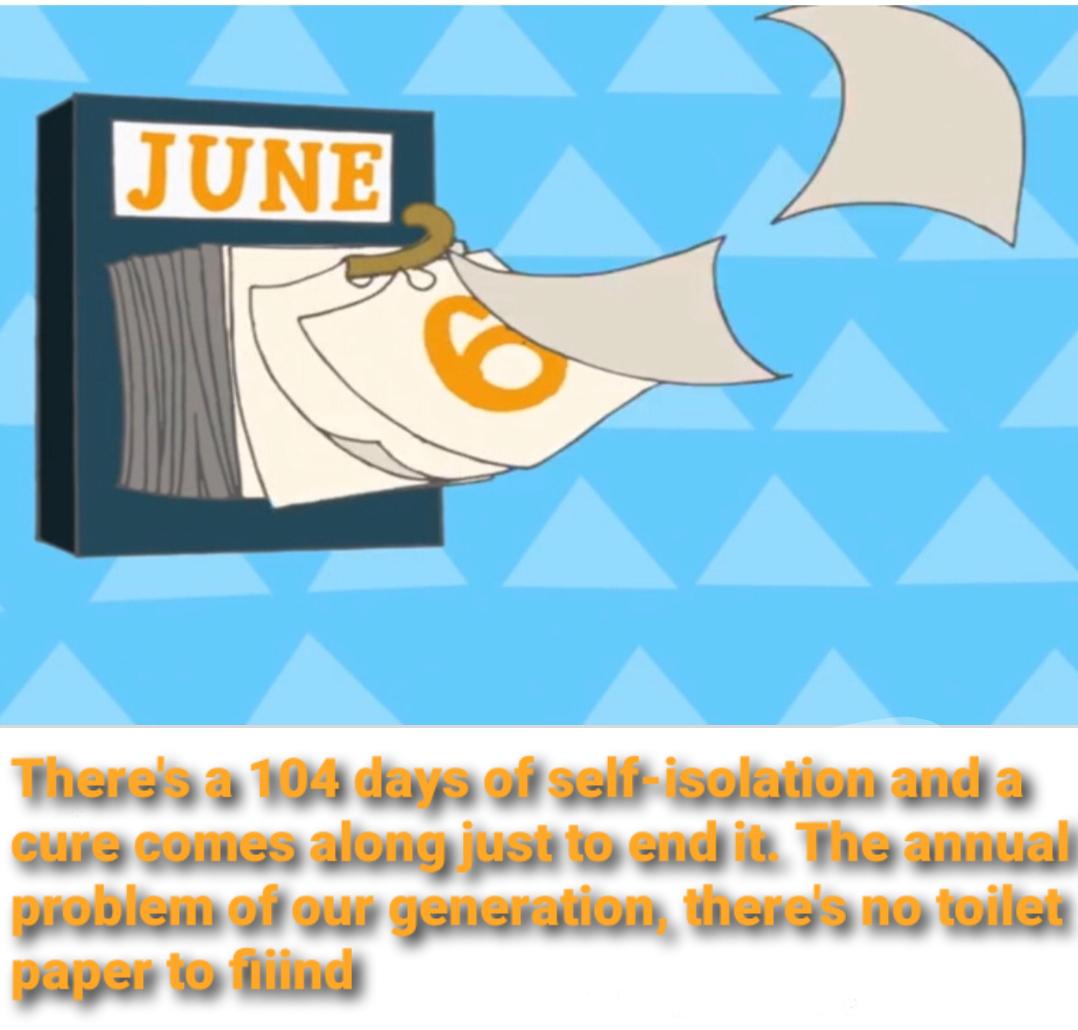 JUNE
6
There's a 104 days of self-isolation and a
cure comes along just to end it. The annual
problem of our generation, there's no toilet
paper to fiiind